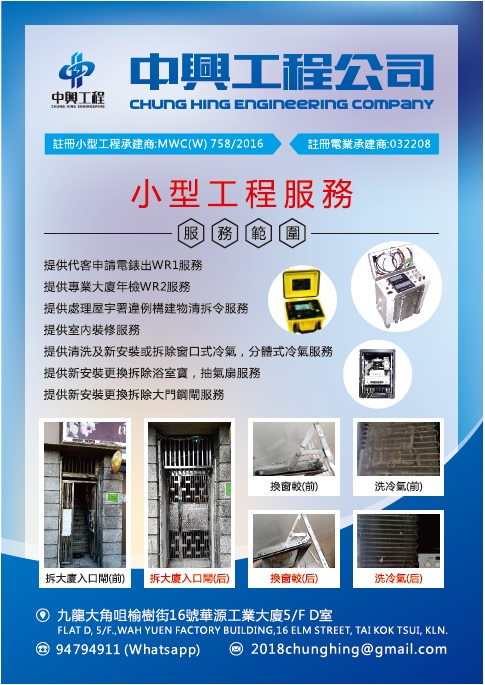 中興工程
CHUNG HING ENGINEERING
中興工程公司
CHUNG HING ENGINEERING COMPANY
註冊小型工程承建商:MWC(W) 758/2016
註冊電業承建商:032208
小型工程服務
服務範圍
提供代客申請電錶出WR1服務
提供專業大廈年檢WR2服務
提供處理屋宇署違例構建物清拆令服務
提供室內裝修服務
提供清洗及新安裝或拆除窗口式冷氣，分體式冷氣服務
提供新安裝更換拆除浴室寶，抽氣扇服務
提供新安裝更換拆除大門鋼閘服務
換窗較(前)
洗冷氣(前)
拆大廈入口閘(前)
拆大廈入口閘(后)
換窗較(后)
洗冷氣(后)
九龍大角咀榆樹街16號華源工業大廈5/F D室
FLAT D, 5/F.,WAH YUEN FACTORY BUILDING,16 ELM STREET, TAI KOK TSUI, KLN.
94794911 (Whatsapp)
2018chunghing@gmail.com